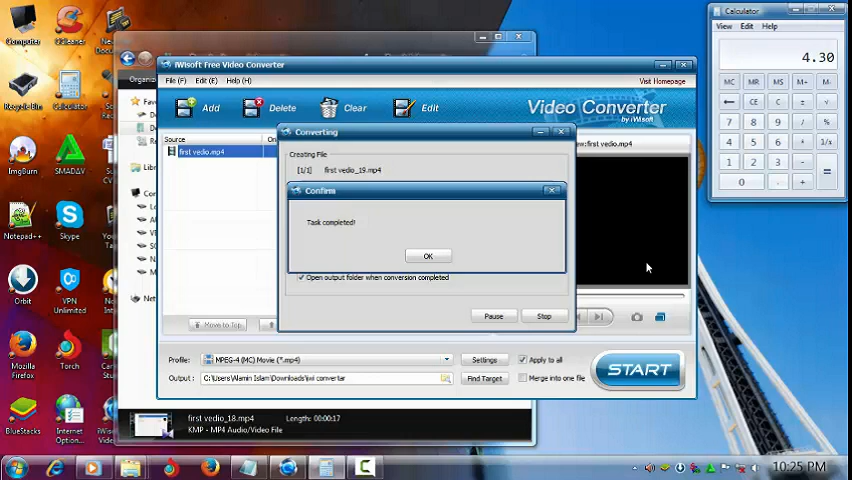 Computer
CCleaner
Recycle Bin
Calculator
ImgBurn
SMADΔV
Notepad++
Skype
Orbit
VPN
Unlimited
Mozilla
Firefox
Torch
BlueStacks
Internet
Option...
iWisoft Free Video Converter
File (F)
Edit (E)
Help (H)
Visit Homepage
Add
Delete
Clear
Edit
Video Converter
by iWisoft
Source
first vedio.mp4
Converting
Creating File
[1/1] first vedio_19.mp4
Confirm
Task completed!
OK
Open output folder when conversion completed
Pause
Stop
Move to Top
Profile:
MPEG-4 (MC) Movie (*.mp4)
Settings
Apply to all
START
Output :
C:\Users\Alamin Islam\Downloads\iwi convertar
Find Target
Merge into one file
first vedio_18.mp4
Length: 00:00:17
KMP - MP4 Audio/Video File
Calculator
View
Edit
Help
4.30
MC MR MS M+ M-
← CE C ± √
7 8 9 / %
4 5 6 * 1/x
1 2 3 - =
0 . +
10:25 PM